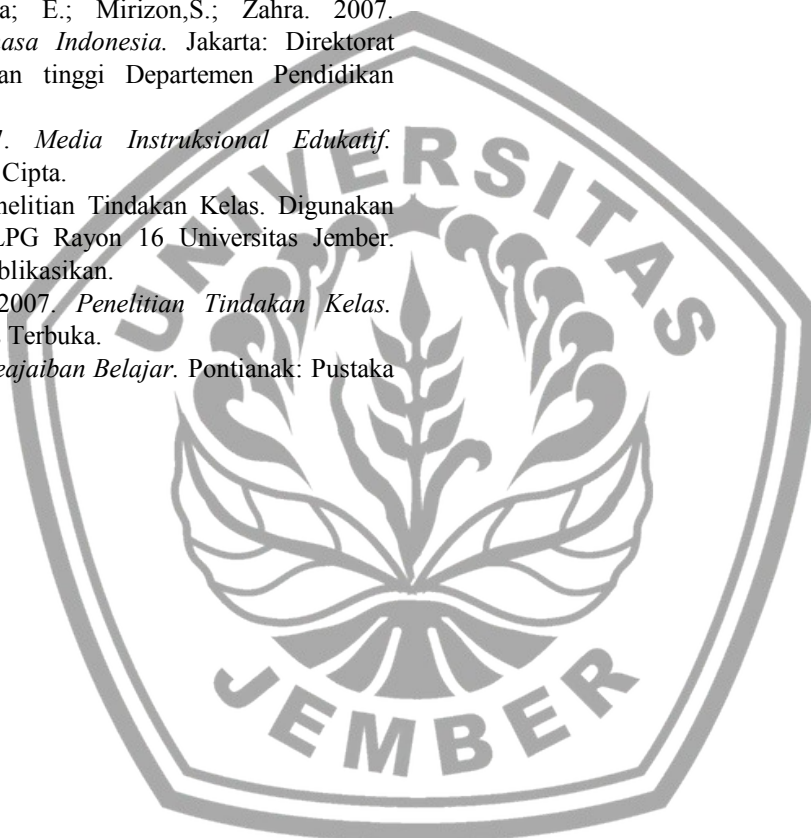 a; E.; Mirizon,S.; Zahra. 2007.
asa Indonesia. Jakarta: Direktorat
an tinggi Departemen Pendidikan
. Media Instruksional Edukatif.
Cipta.
nelitian Tindakan Kelas. Digunakan
LPG Rayon 16 Universitas Jember.
blikasikan.
2007. Penelitian Tindakan Kelas.
Terbuka.
eajaiban Belajar. Pontianak: Pustaka
UNIVERSITAS
JEMBER